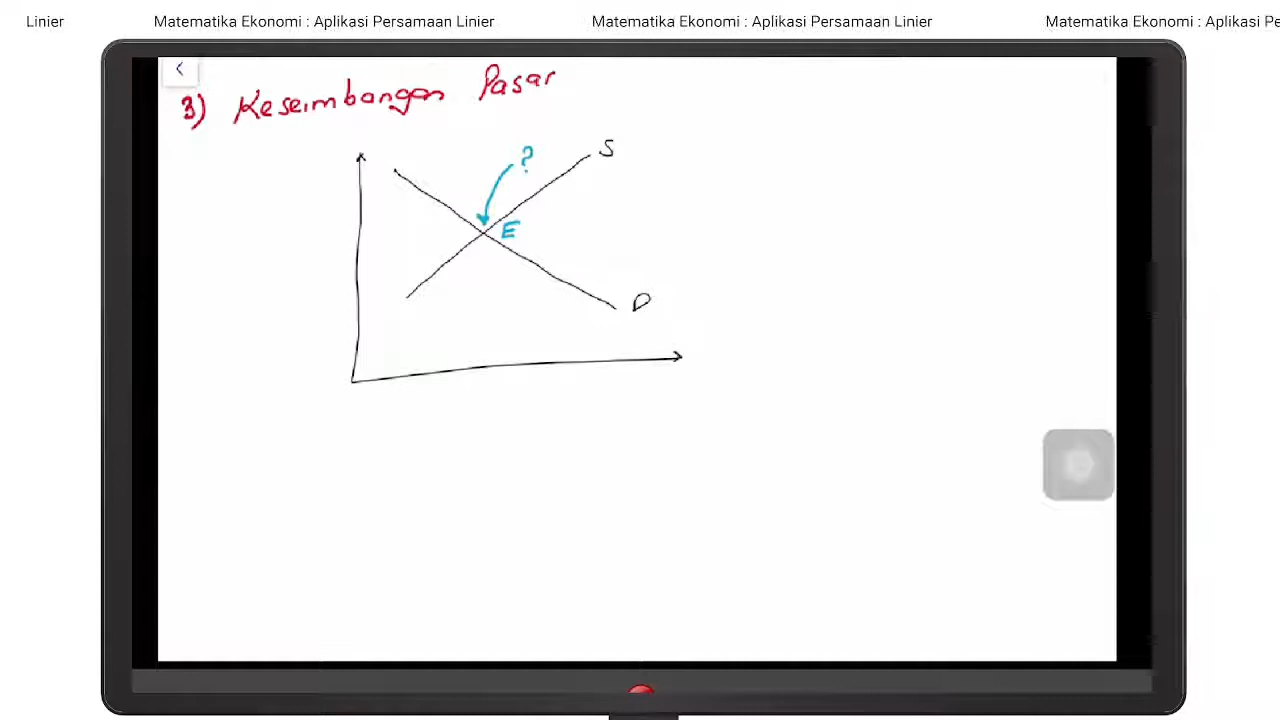 Linier Matematika Ekonomi : Aplikasi Persamaan Linier Matematika Ekonomi : Aplikasi Persamaan Linier Matematika Ekonomi : Aplikasi Pe
3) Keseimbangan Pasar
?
S
E
D